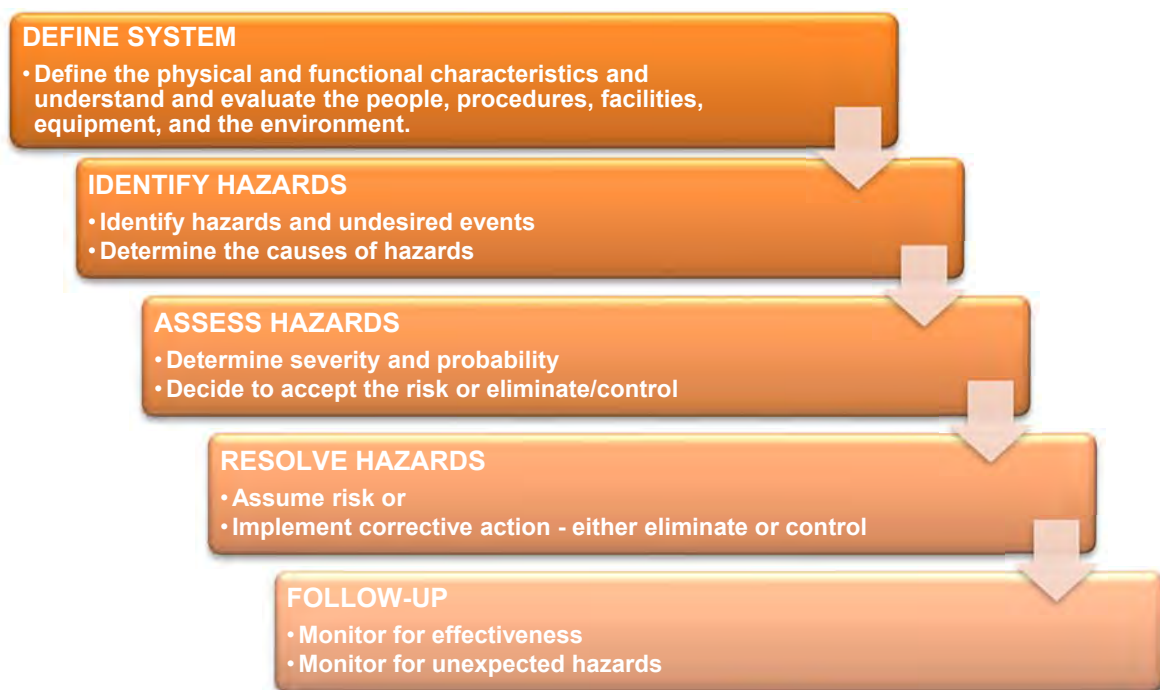 DEFINE SYSTEM
• Define the physical and functional characteristics and
understand and evaluate the people, procedures, facilities,
equipment, and the environment.
IDENTIFY HAZARDS
• Identify hazards and undesired events
• Determine the causes of hazards
ASSESS HAZARDS
• Determine severity and probability
• Decide to accept the risk or eliminate/control
RESOLVE HAZARDS
• Assume risk or
• Implement corrective action - either eliminate or control
FOLLOW-UP
• Monitor for effectiveness
• Monitor for unexpected hazards